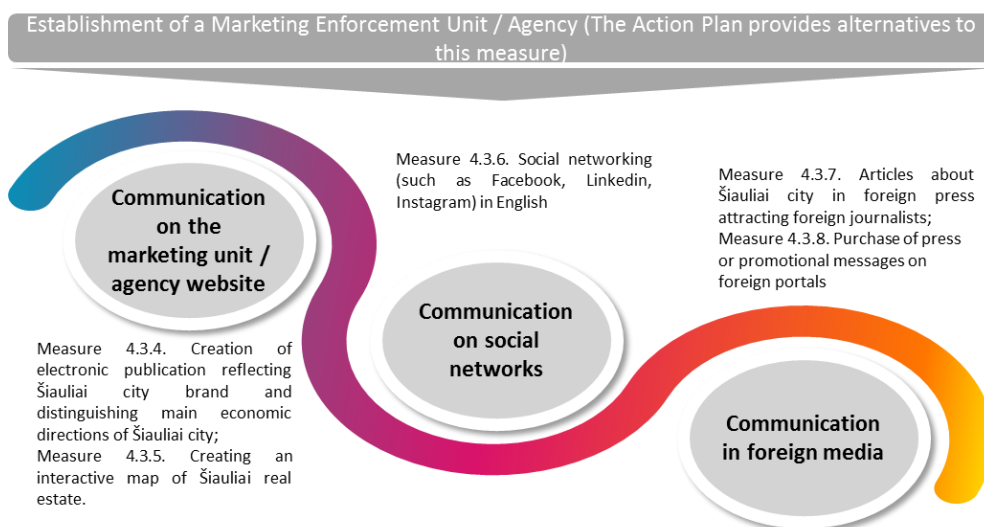 Establishment of a Marketing Enforcement Unit / Agency (The Action Plan provides alternatives to
this measure)
Communication
on the
marketing unit /
agency website
Measure 4.3.4. Creation of
electronic publication reflecting
Šiauliai city brand and
distinguishing main economic
directions of Šiauliai city;
Measure 4.3.5. Creating an
interactive map of Šiauliai real
estate.
Measure 4.3.6. Social networking
(such as Facebook, Linkedin,
Instagram) in English
Communication
on social
networks
Measure 4.3.7. Articles about
Šiauliai city in foreign press
attracting foreign journalists;
Measure 4.3.8. Purchase of press
or promotional messages on
foreign portals
Communication
in foreign media